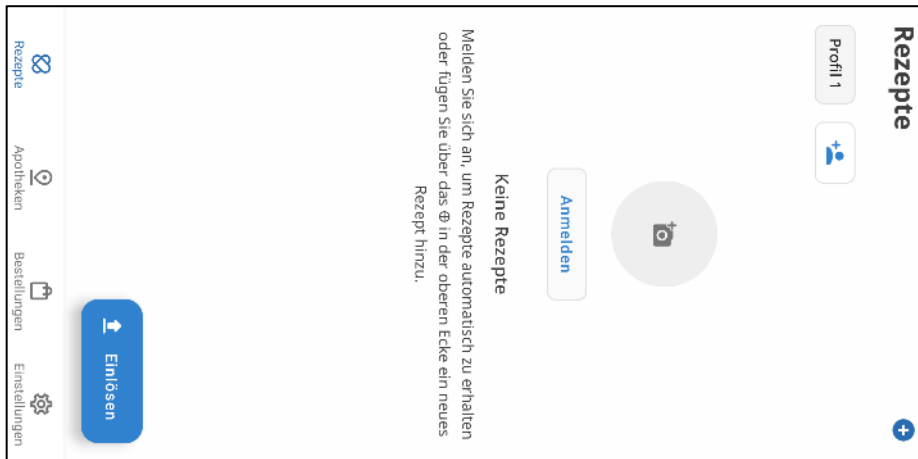 Rezepte
Profil 1
Anmelden
Keine Rezepte
Melden Sie sich an, um Rezepte automatisch zu erhalten
oder fügen Sie über das ⊕ in der oberen Ecke ein neues
Rezept hinzu.
Einlösen
Rezepte
Apotheken
Bestellungen
Einstellungen